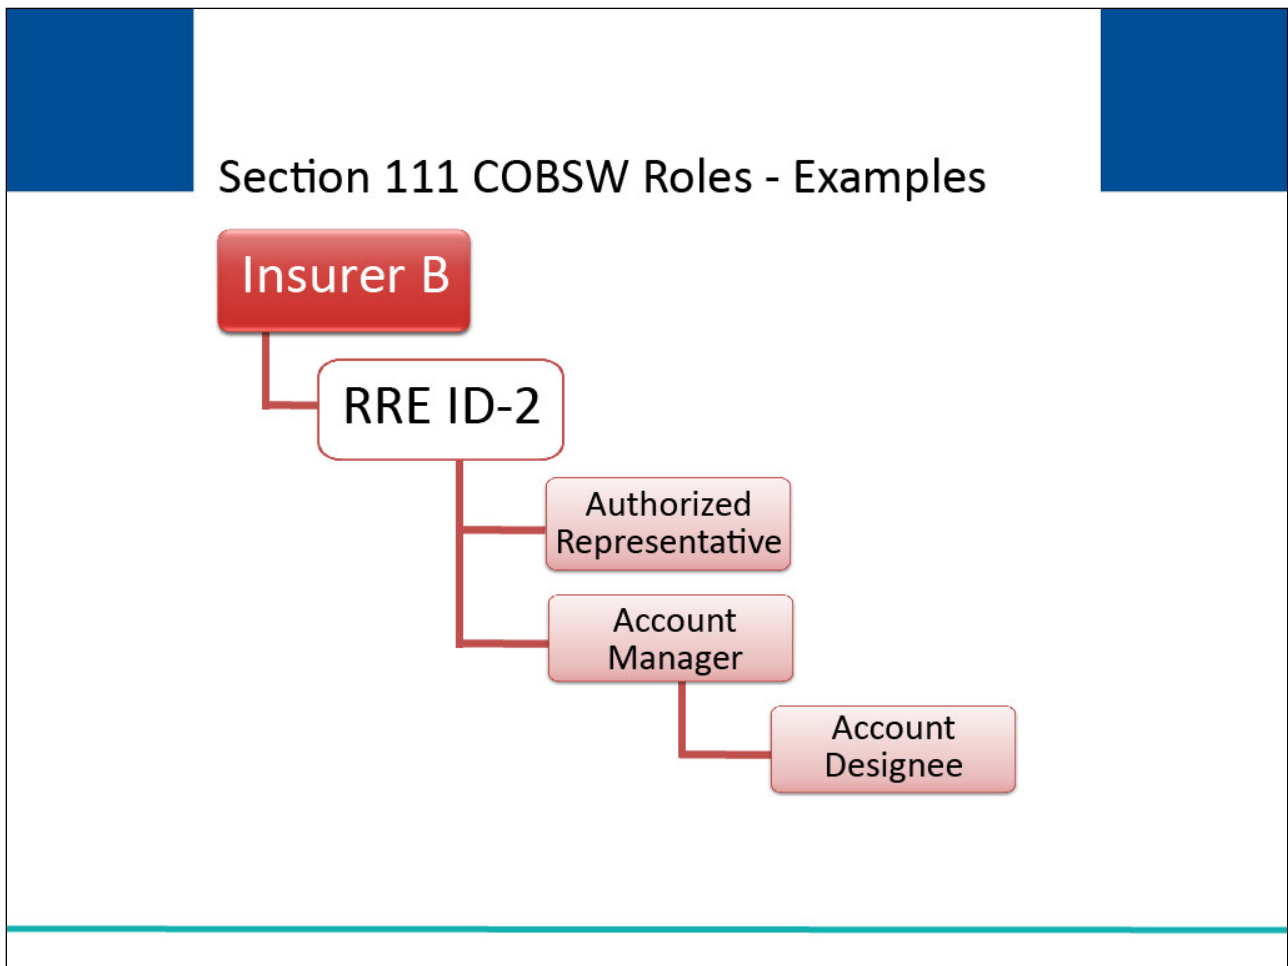 Section 111 COBSW Roles - Examples
Insurer B
RRE ID-2
Authorized
Representative
Account
Manager
Account
Designee